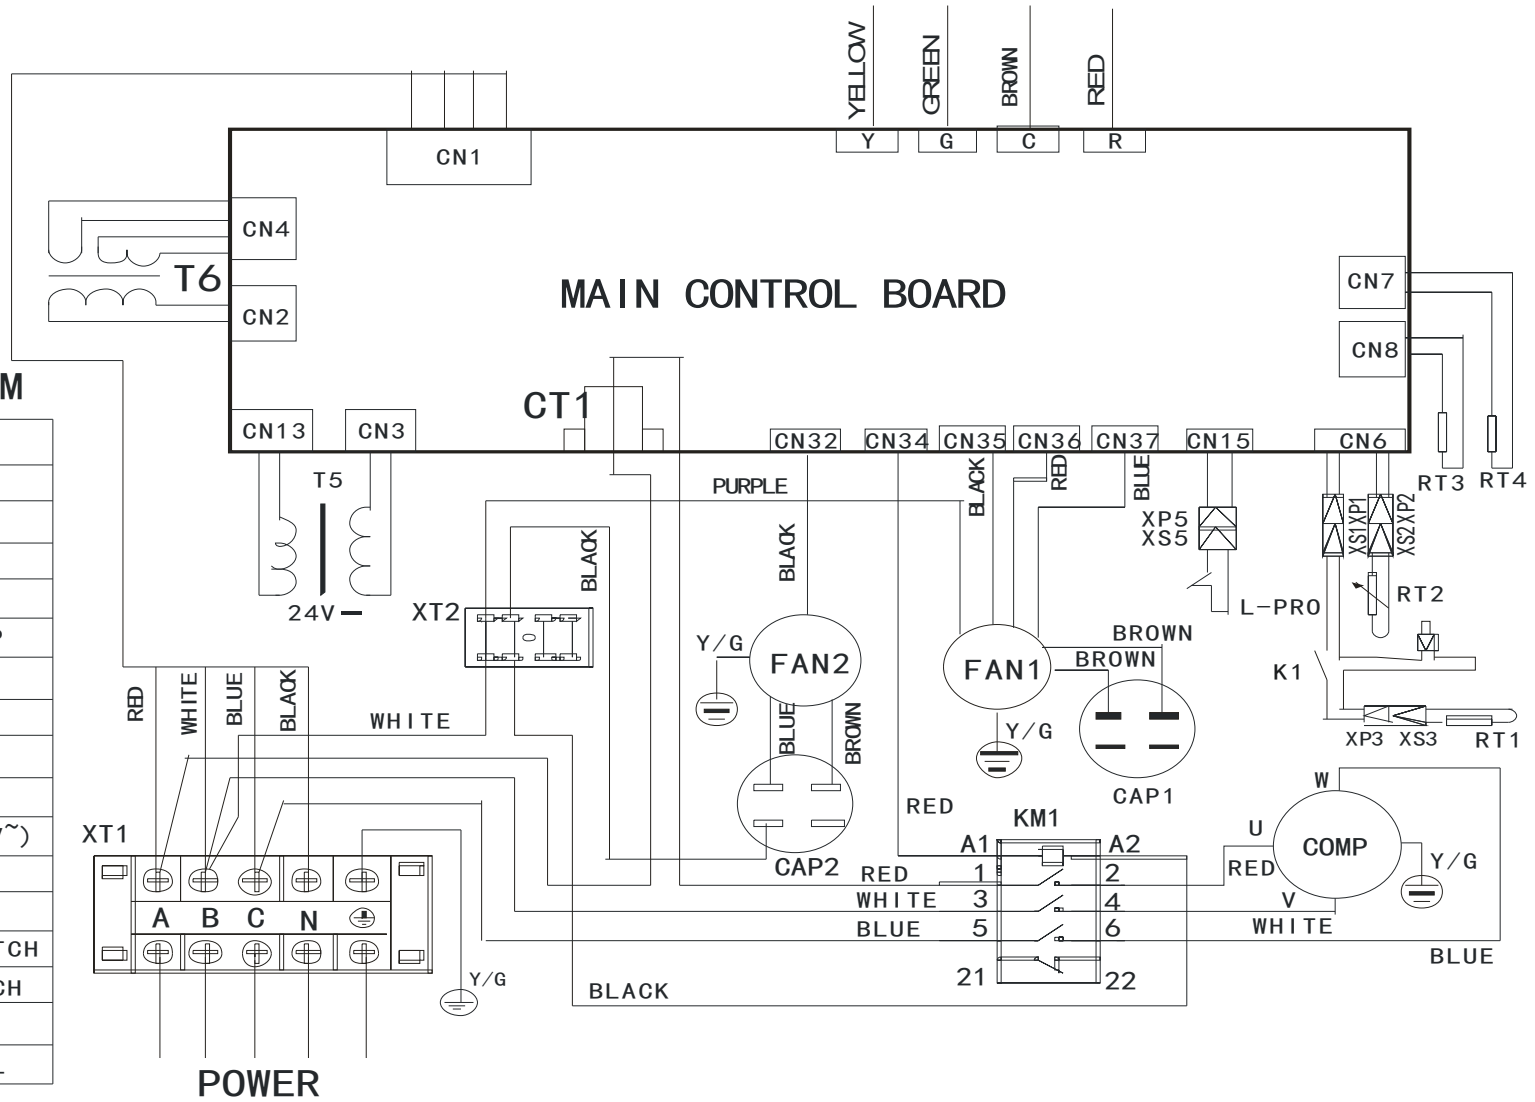 YELLOW
GREEN
BROWN
RED
Y
G
C
R
CN1
CN4
T6
CN2
MAIN CONTROL BOARD
CN7
CN8
M
CT1
CN13
CN3
CN32
CN34
CN35
CN36
CN37
CN15
CN6
T5
PURPLE
BLACK
RED
BLUE
RT3
RT4
XP5
XS5
XS1XP1
XS2XP2
BLACK
BLACK
24V
XT2
L-PRO
RT2
Y/G
FAN2
FAN1
BROWN
BROWN
K1
RED
WHITE
BLUE
BLACK
WHITE
BLUE
BROWN
Y/G
XP3
XS3
RT1
CAP1
W
RED
KM1
XT1
~)
CAP2
A1
A2
U
COMP
RED
1
2
RED
Y/G
WHITE
3
4
V
A
B
C
N
BLUE
5
6
WHITE
TCH
BLUE
Y/G
21
22
CH
BLACK
POWER